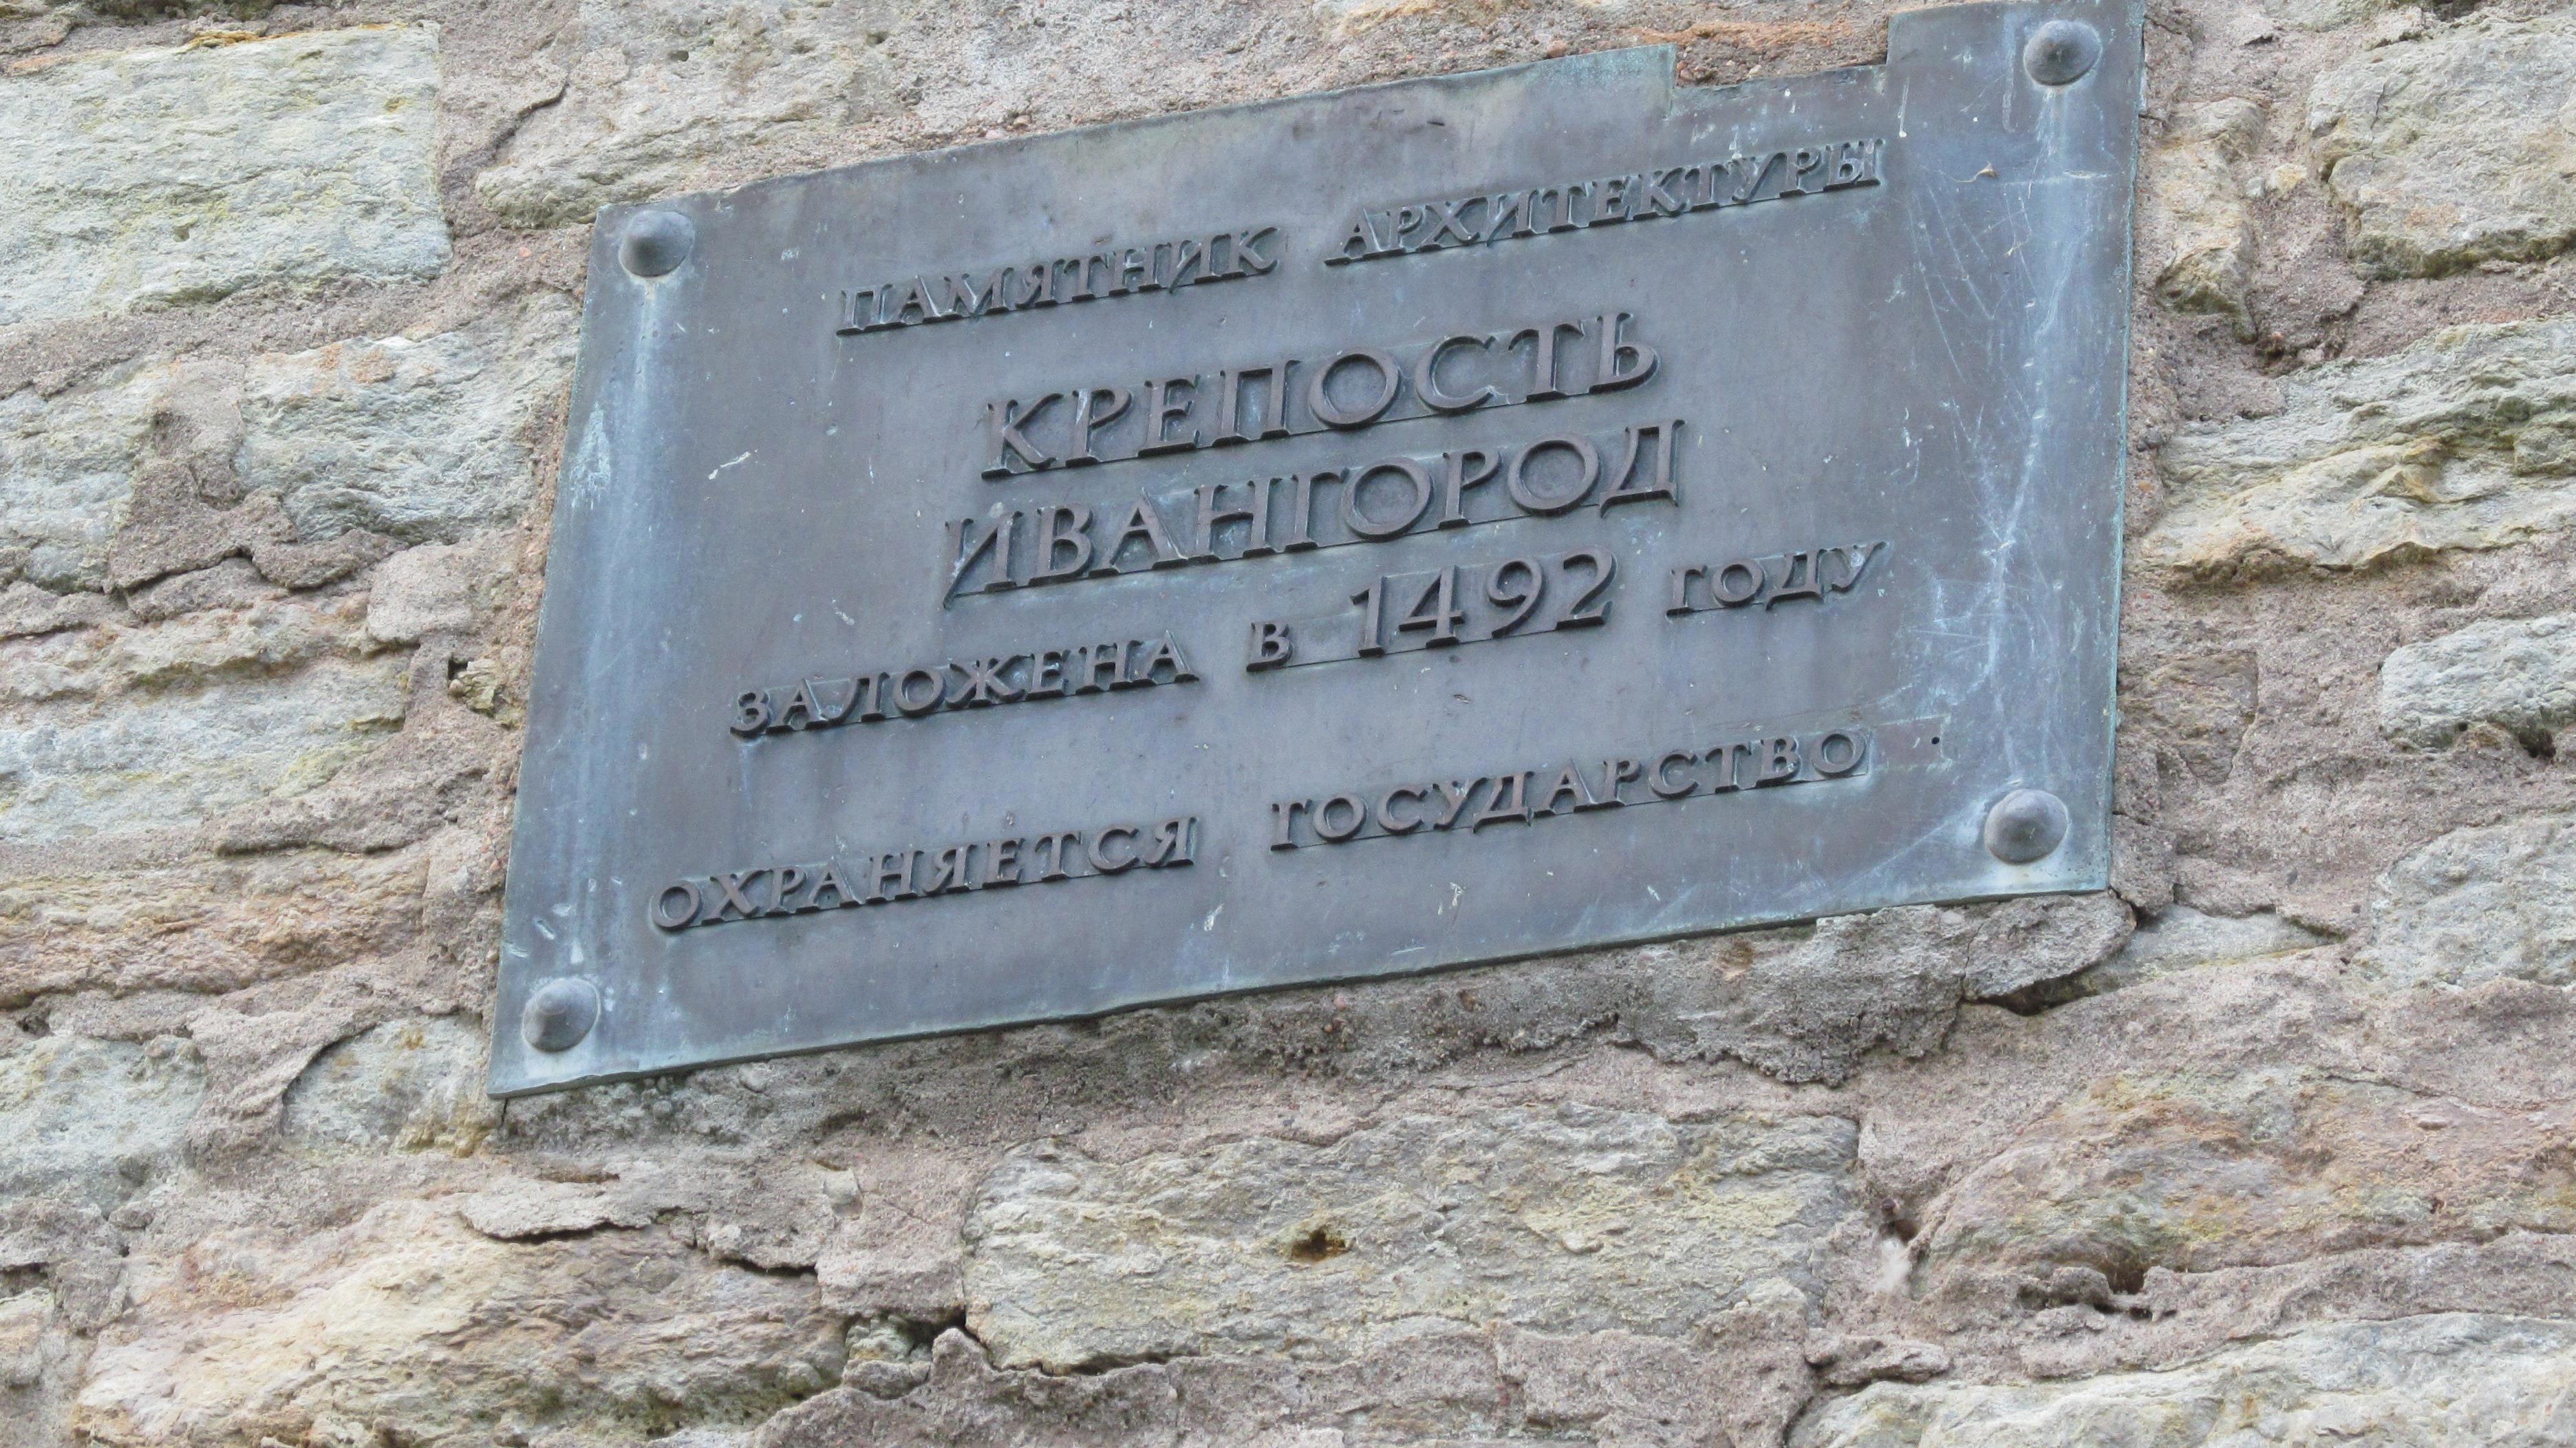 ПАМЯТНИК АРХИТЕКТУРЫ
КРЕПОСТЬ
ИВАНГОРОД
ЗАЛОЖЕНА В 1492 ГОДУ
ОХРАНЯЕТСЯ ГОСУДАРСТВО